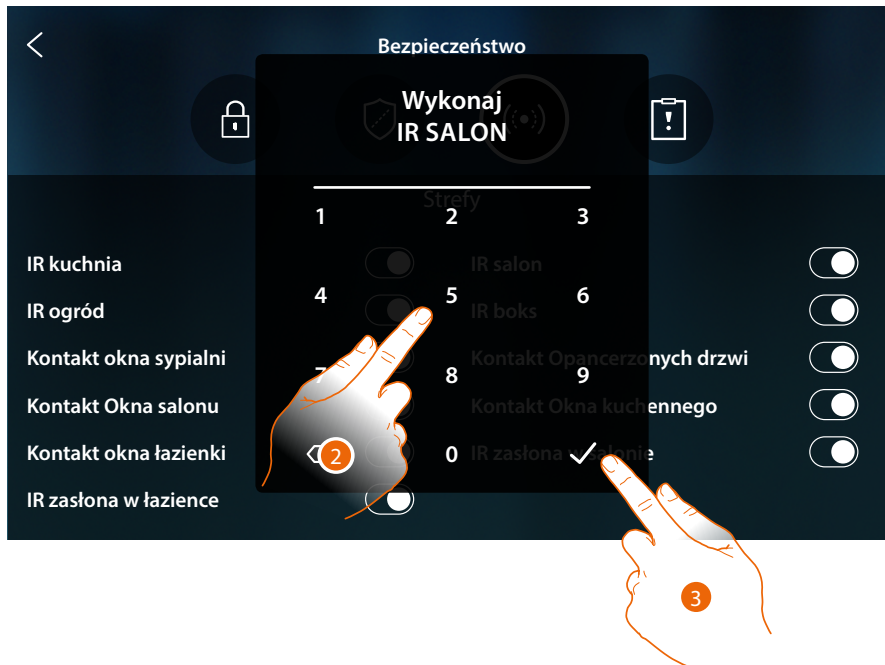 Bezpieczeństwo
Wykonaj
IR SALON
Strefy
1 2 3
IR kuchnia IR salon
4 5 6
IR ogród IR boks
Kontakt okna sypialni Kontakt Opancerzonych drzwi
7 8 9
Kontakt Okna salonu Kontakt Okna kuchennego
Kontakt okna łazienki 2 0 IR zasłona w salonie
IR zasłona w łazience
3